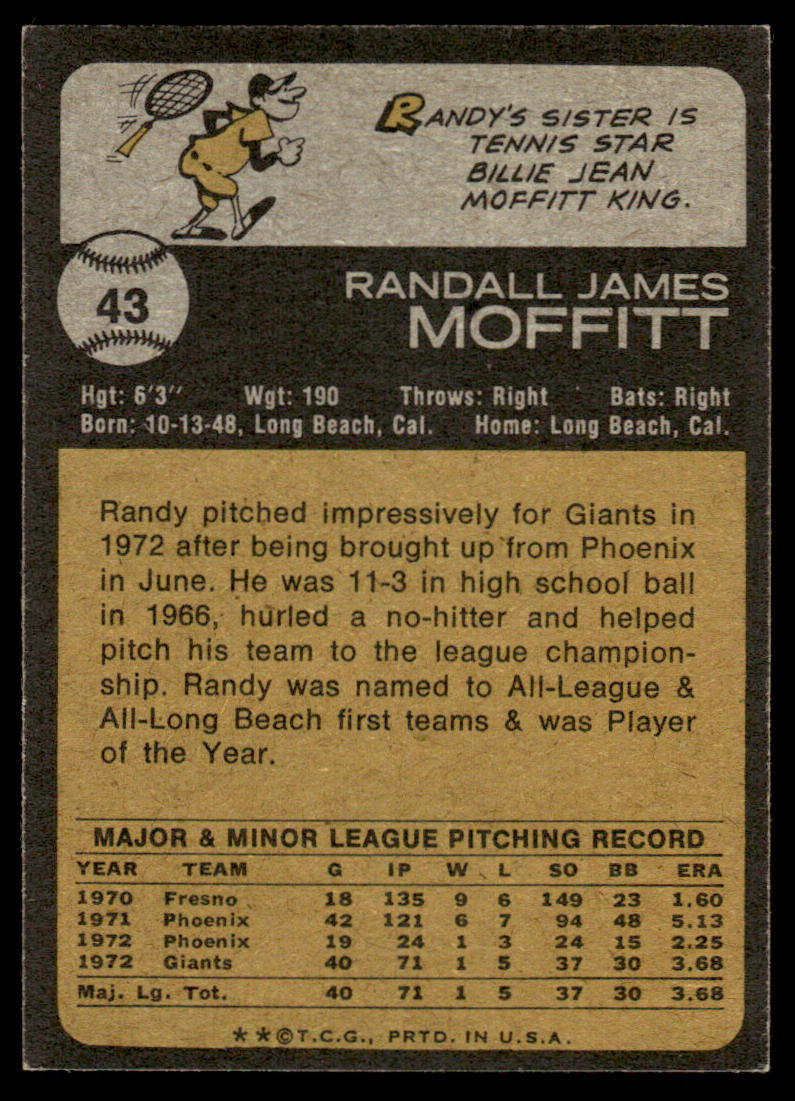 RANDY'S SISTER IS
TENNIS STAR
BILLIE JEAN
MOFFITT KING.
43
RANDALL JAMES
MOFFITT
Hgt: 6'3" Wgt: 190 Throws: Right Bats: Right
Born: 10-13-48, Long Beach, Cal. Home: Long Beach, Cal.
Randy pitched impressively for Giants in
1972 after being brought up from Phoenix
in June. He was 11-3 in high school ball
in 1966, hurled a no-hitter and helped
pitch his team to the league champion-
ship. Randy was named to All-League &
All-Long Beach first teams & was Player
of the Year.
MAJOR & MINOR LEAGUE PITCHING RECORD
YEAR TEAM G IP W L SO BB ERA
1970 Fresno 18 135 9 6 149 23 1.60
1971 Phoenix 42 121 6 7 94 48 5.13
1972 Phoenix 19 24 1 3 24 15 2.25
1972 Giants 40 71 1 5 37 30 3.68
Maj. Lg. Tot. 40 71 1 5 37 30 3.68
**©T.C.G., PRTD. IN U.S.A.